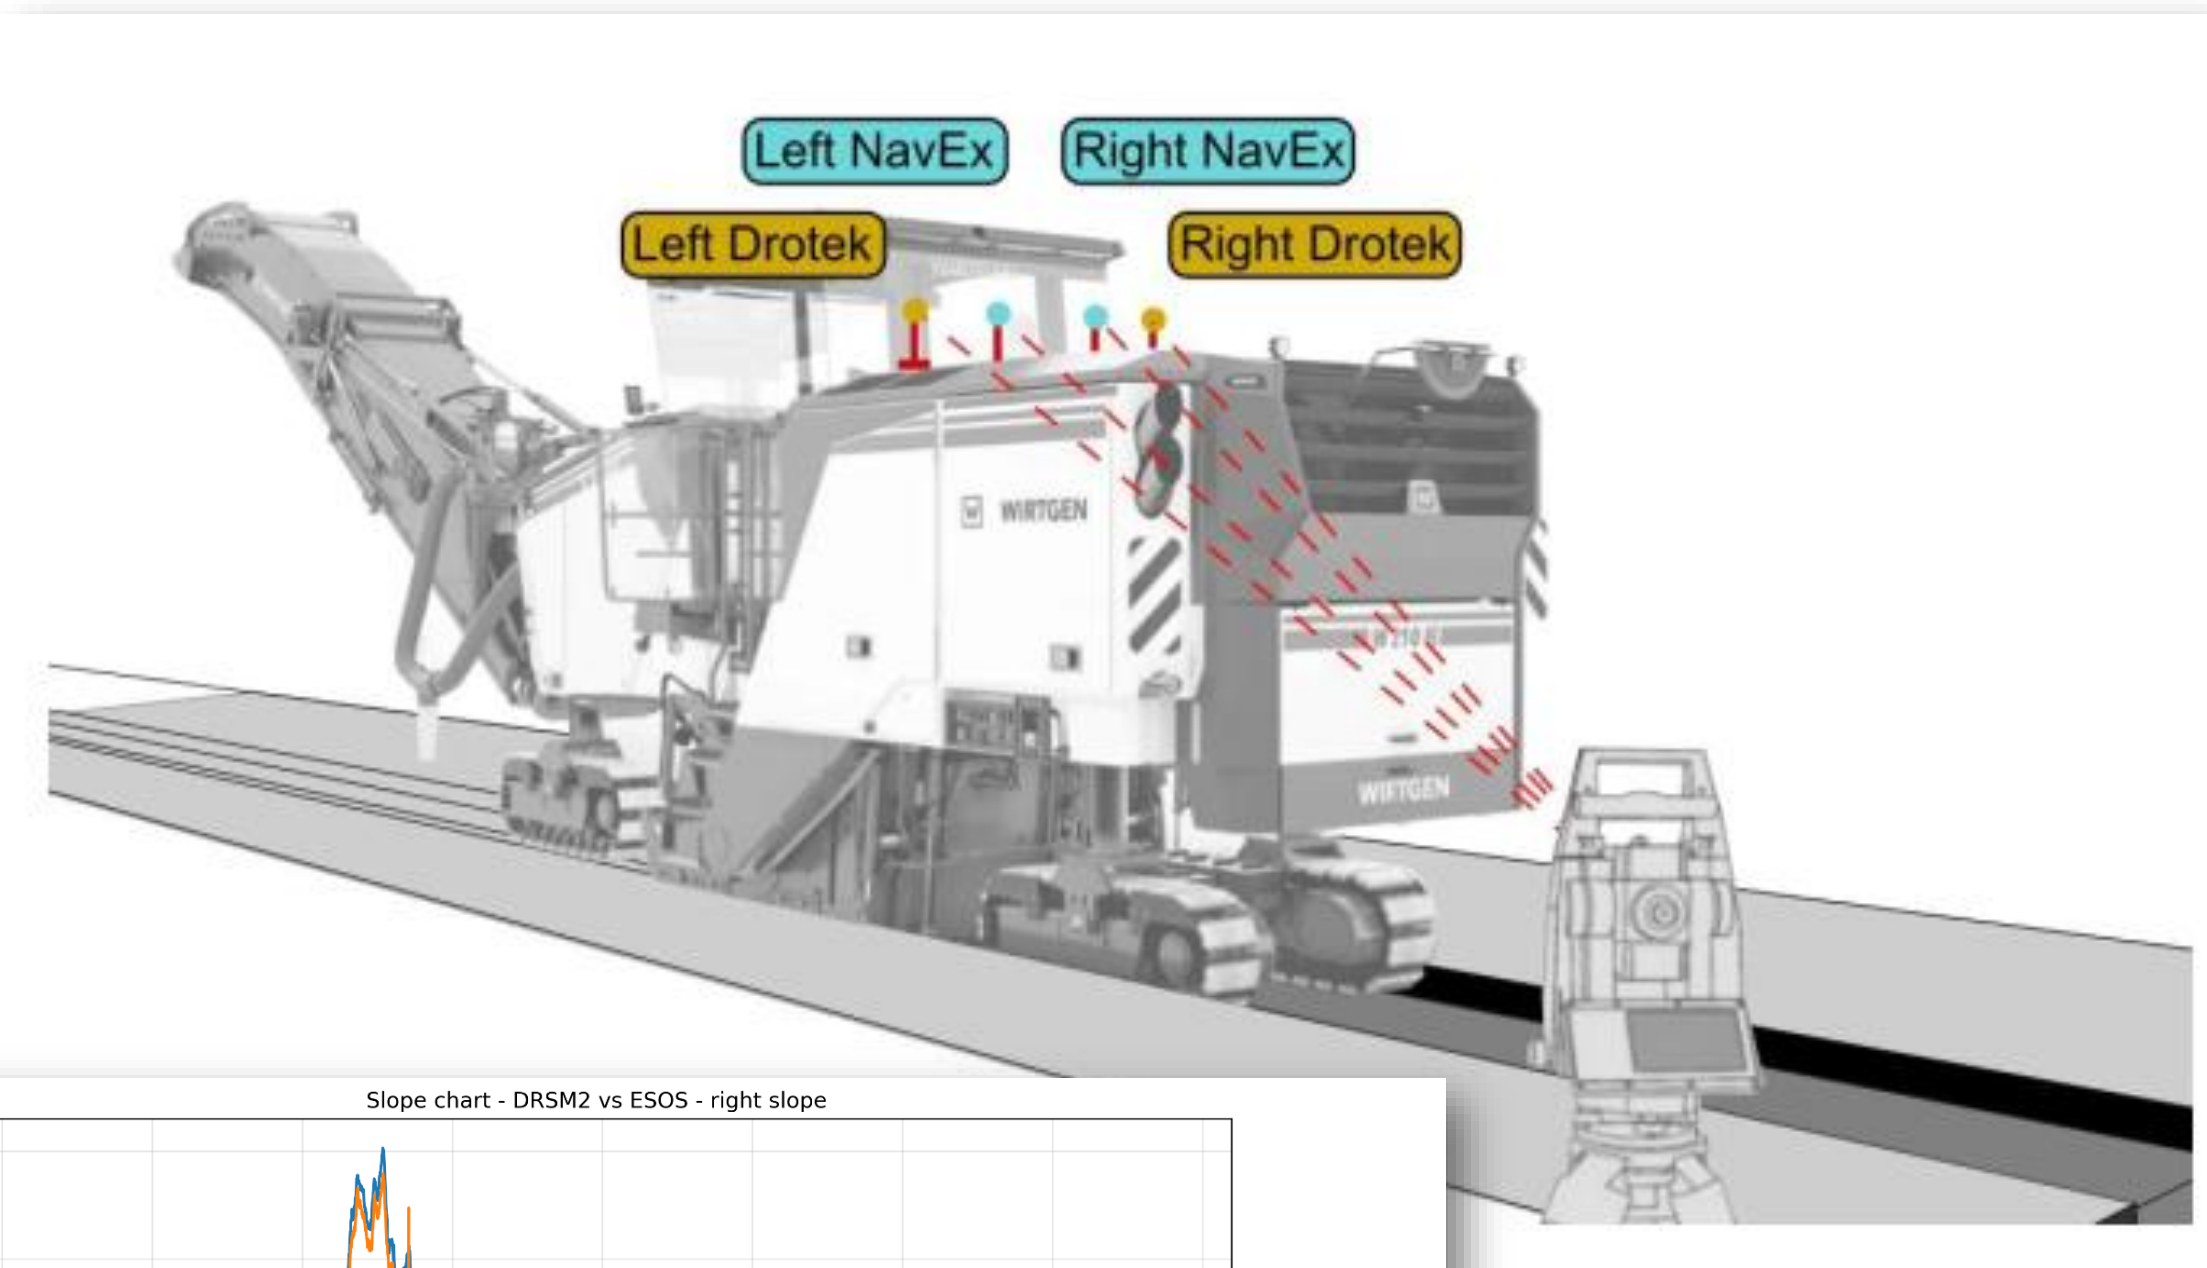 Left NavEx
Right NavEx
Left Drotek
Right Drotek
WIRTGEN
WIRTGEN
Slope chart - DRSM2 vs ESOS - right slope